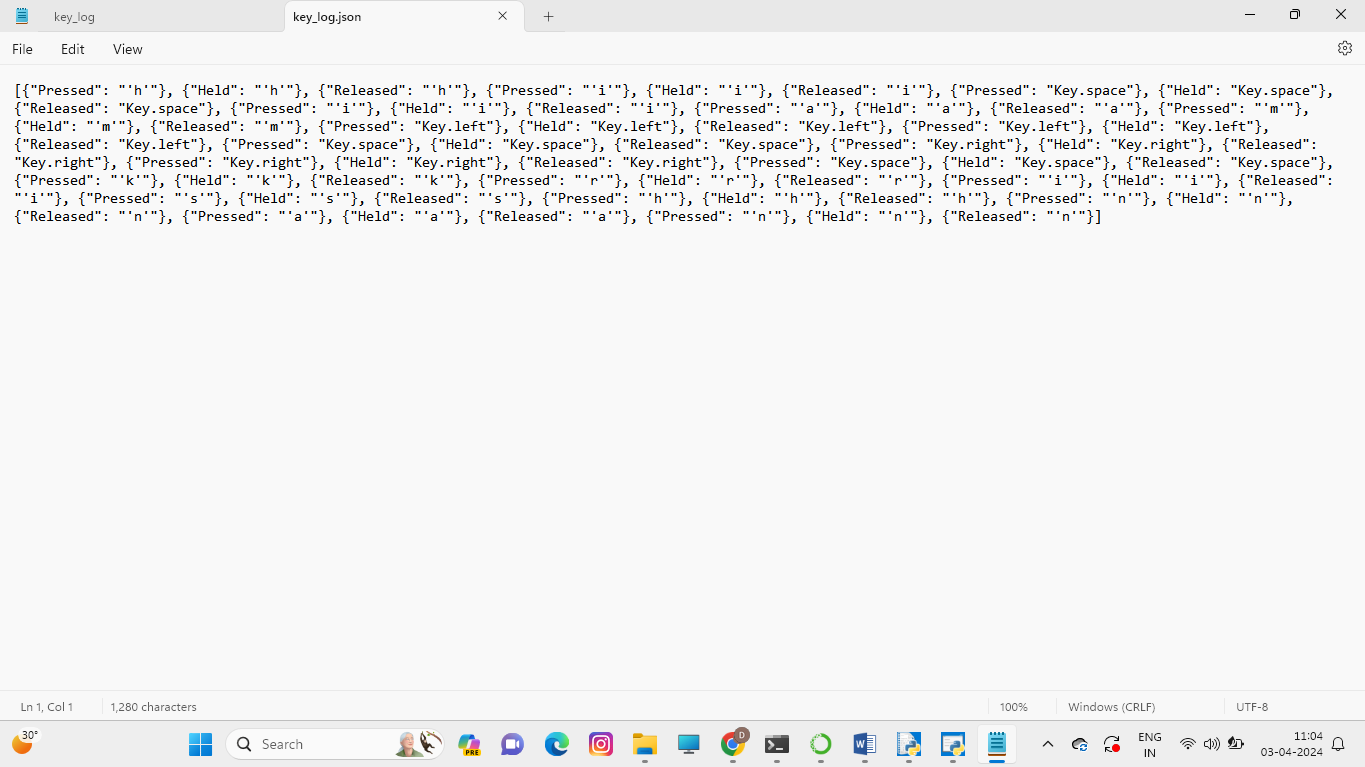 key_log
key_log.json
File Edit View
[{"Pressed": "'h'"}, {"Held": "'h'"}, {"Released": "'h'"}, {"Pressed": "'i'"}, {"Held": "'i'"}, {"Released": "'i'"}, {"Pressed": "Key.space"}, {"Held": "Key.space"},
{"Released": "Key.space"}, {"Pressed": "'i'"}, {"Held": "'i'"}, {"Released": "'i'"}, {"Pressed": "'a'"}, {"Held": "'a'"}, {"Released": "'a'"}, {"Pressed": "'m'"},
{"Held": "'m'"}, {"Released": "'m'"}, {"Pressed": "Key.left"}, {"Held": "Key.left"}, {"Released": "Key.left"}, {"Pressed": "Key.left"}, {"Held": "Key.left"},
{"Released": "Key.left"}, {"Pressed": "Key.space"}, {"Held": "Key.space"}, {"Released": "Key.space"}, {"Pressed": "Key.right"}, {"Held": "Key.right"}, {"Released":
"Key.right"}, {"Pressed": "Key.right"}, {"Held": "Key.right"}, {"Released": "Key.right"}, {"Pressed": "Key.space"}, {"Held": "Key.space"}, {"Released": "Key.space"},
{"Pressed": "'k'"}, {"Held": "'k'"}, {"Released": "'k'"}, {"Pressed": "'r'"}, {"Held": "'r'"}, {"Released": "'r'"}, {"Pressed": "'i'"}, {"Held": "'i'"}, {"Released":
"'i'"}, {"Pressed": "'s'"}, {"Held": "'s'"}, {"Released": "'s'"}, {"Pressed": "'h'"}, {"Held": "'h'"}, {"Released": "'h'"}, {"Pressed": "'n'"}, {"Held": "'n'"},
{"Released": "'n'"}, {"Pressed": "'a'"}, {"Held": "'a'"}, {"Released": "'a'"}, {"Pressed": "'n'"}, {"Held": "'n'"}, {"Released": "'n'"}]
Ln 1, Col 1 1,280 characters 100% Windows (CRLF) UTF-8
30°
Search
PRE
D
ENG
IN
11:04
03-04-2024